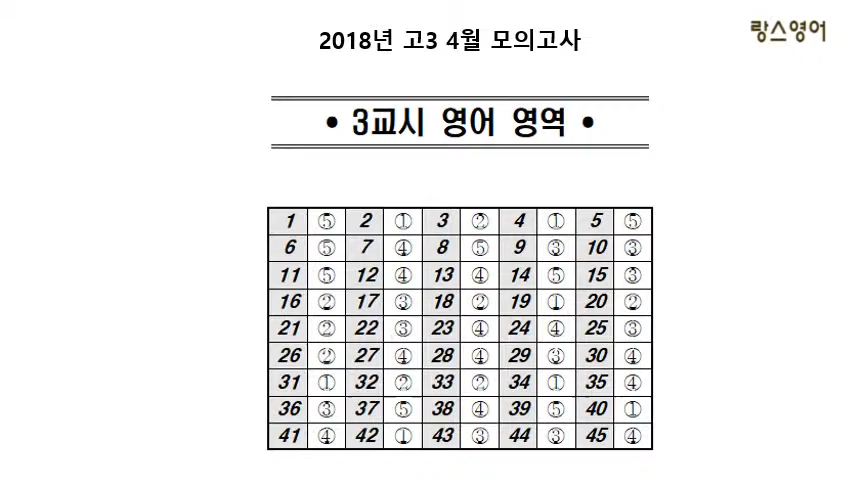 2018년 고3 4월 모의고사
랑스영어
• 3교시 영어 영역 •
1 ⑤ 2 ① 3 ② 4 ① 5 ⑤
6 ⑤ 7 ④ 8 ⑤ 9 ③ 10 ③
11 ⑤ 12 ④ 13 ④ 14 ⑤ 15 ③
16 ② 17 ③ 18 ② 19 ① 20 ②
21 ② 22 ③ 23 ④ 24 ④ 25 ③
26 ② 27 ④ 28 ④ 29 ③ 30 ④
31 ① 32 ② 33 ② 34 ① 35 ④
36 ③ 37 ⑤ 38 ④ 39 ⑤ 40 ①
41 ④ 42 ① 43 ③ 44 ③ 45 ④